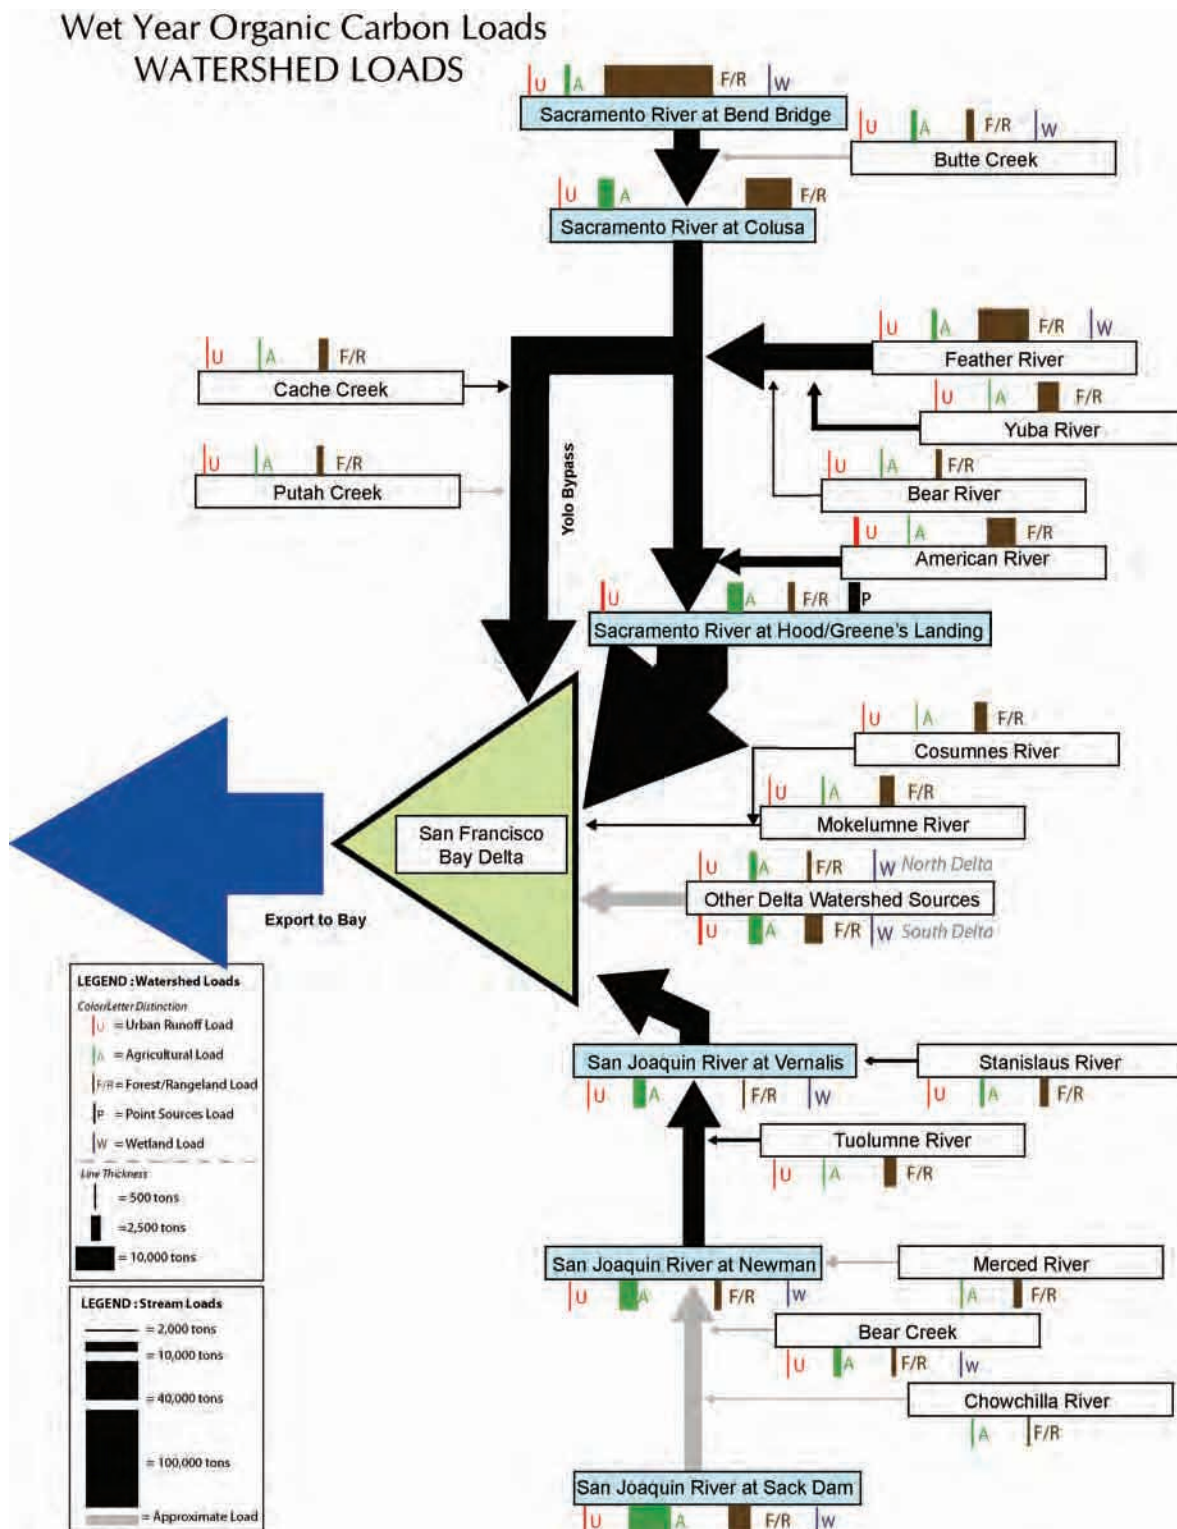 Wet Year Organic Carbon Loads
WATERSHED LOADS
U A F/R W
Sacramento River at Bend Bridge
U A F/R W
Butte Creek
U A F/R
Sacramento River at Colusa
U A F/R W
Feather River
U A F/R
Cache Creek
U A F/R
Yuba River
U A F/R
Putah Creek
Yolo Bypass
U A F/R
Bear River
U A F/R
American River
U A F/R P
Sacramento River at Hood/Greene's Landing
U A F/R
Cosumnes River
U A F/R
Mokelumne River
San Francisco
Bay Delta
U A F/R W North Delta
Other Delta Watershed Sources
U A F/R W South Delta
Export to Bay
LEGEND : Watershed Loads
Color/Letter Distinction
U = Urban Runoff Load
A = Agricultural Load
F/R = Forest/Rangeland Load
P = Point Sources Load
W = Wetland Load
Line Thickness
= 500 tons
=2,500 tons
= 10,000 tons
LEGEND : Stream Loads
= 2,000 tons
= 10,000 tons
= 40,000 tons
= 100,000 tons
= Approximate Load
San Joaquin River at Vernalis
U A F/R W
Stanislaus River
U A F/R
Tuolumne River
U A F/R
San Joaquin River at Newman
U A F/R W
Merced River
A F/R
Bear Creek
U A F/R W
Chowchilla River
A F/R
San Joaquin River at Sack Dam
U A F/R W